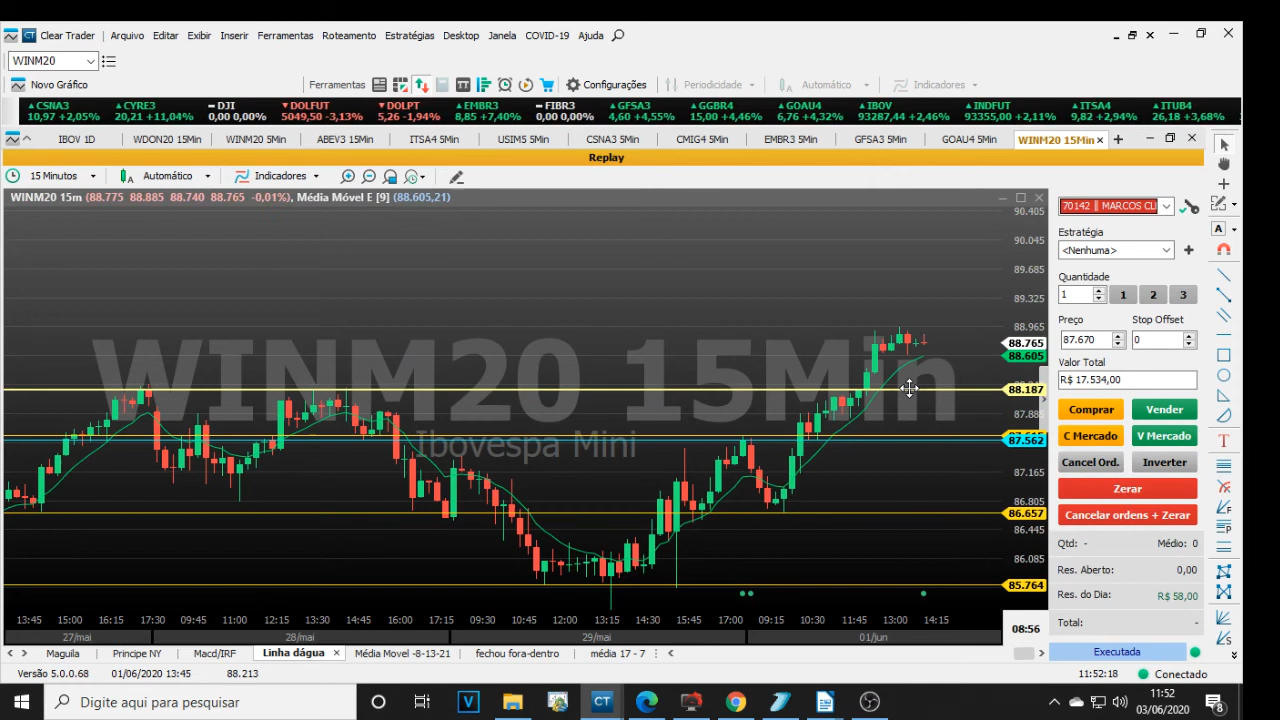 Clear Trader Arquivo Editar Exibir Inserir Ferramentas Roteamento Estratégias Desktop Janela COVID-19 Ajuda
WINM20
Novo Gráfico Ferramentas Configurações Periodicidade Automático Indicadores
CSNA3 CYRE3 DJI DOLFUT DOLPT EMBR3 FIBR3 GFSA3 GGBR4 GOAU4 IBOV INDFUT ITSA4 ITUB4
10,97 +2,05% 20,21 +11,04% 0,00 0,00% 5049,50 -3,13% 5,26 -1,94% 8,85 +7,40% 0,00 0,00% 4,60 +4,55% 15,00 +4,46% 6,76 +4,32% 93287,44 +2,46% 93355,00 +2,11% 9,82 +2,94% 26,18 +3,68%
IBOV 1D WDON20 15Min WINM20 5Min ABEV3 15Min ITSA4 5Min USIM5 5Min CSNA3 5Min CMIG4 5Min EMBR3 5Min GFSA3 5Min GOAU4 5Min WINM20 15Min
Replay
15 Minutos Automático Indicadores
WINM20 15m (88.775 88.885 88.740 88.765 -0,01%), Média Móvel E [9] (88.605,21)
90.405
90.045
89.685
89.325
88.965
88.765
88.605
88.187
87.885
87.562
87.165
86.805
86.657
86.445
86.085
85.764
WINM20 15Min
Ibovespa Mini
13:45 15:00 16:15 17:30 09:45 11:00 12:15 13:30 14:45 16:00 17:15 09:30 10:45 12:00 13:15 14:30 15:45 17:00 09:15 10:30 11:45 13:00 14:15
27/mai 28/mai 29/mai 01/jun
08:56
Maguila Principe NY Macd/IRF Linha dágua Média Movel -8-13-21 fechou fora-dentro média 17 - 7
Versão 5.0.0.68 01/06/2020 13:45 88.213
70142 || MARCOS CL
Estratégia
<Nenhuma>
Quantidade
1 1 2 3
Preço Stop Offset
87.670 0
Valor Total
R$ 17.534,00
Comprar Vender
C Mercado V Mercado
Cancel Ord. Inverter
Zerar
Cancelar ordens + Zerar
Qtd: - Médio: 0
Res. Aberto: 0,00
Res. do Dia: R$ 58,00
Total: -
Executada
11:52:18 Conectado
Digite aqui para pesquisar
11:52
03/06/2020
8